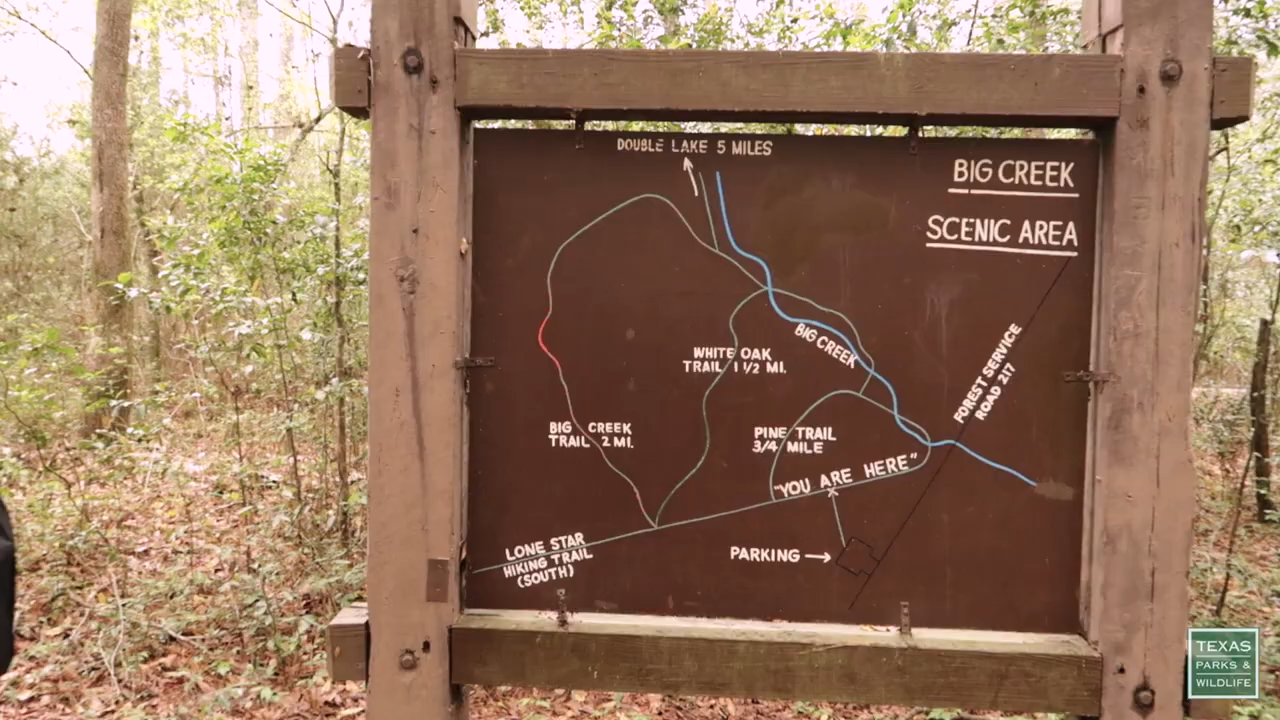 DOUBLE LAKE 5 MILES
BIG CREEK
SCENIC AREA
BIG CREEK
WHITE OAK
TRAIL 1 1/2 MI.
FOREST SERVICE
ROAD 217
BIG CREEK
TRAIL 2 MI.
PINE TRAIL
3/4 MILE
"YOU ARE HERE"
X
LONE STAR
HIKING TRAIL
(SOUTH)
PARKING →
TEXAS
PARKS &
WILDLIFE